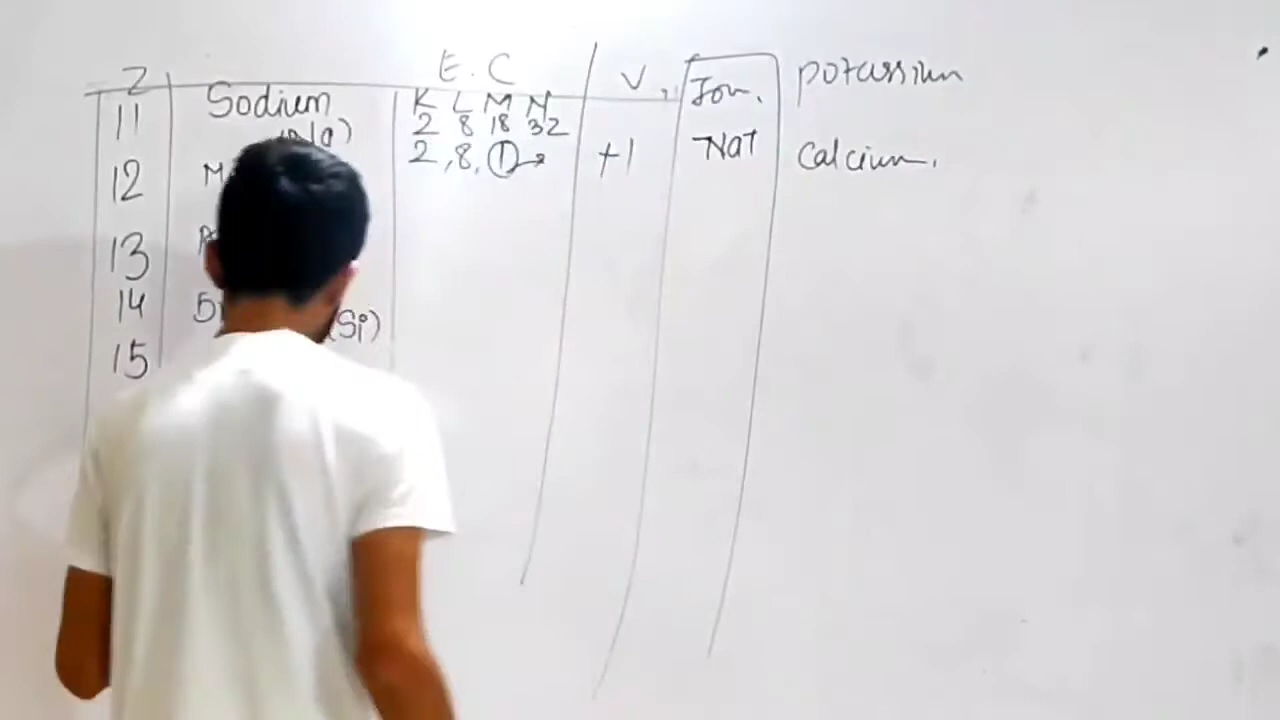 Z E.C V. Ion. potassium
11 Sodium K L M N
2 8 18 32
12 2,8,1 +1 Na+ Calcium.
13
14 (Si)
15